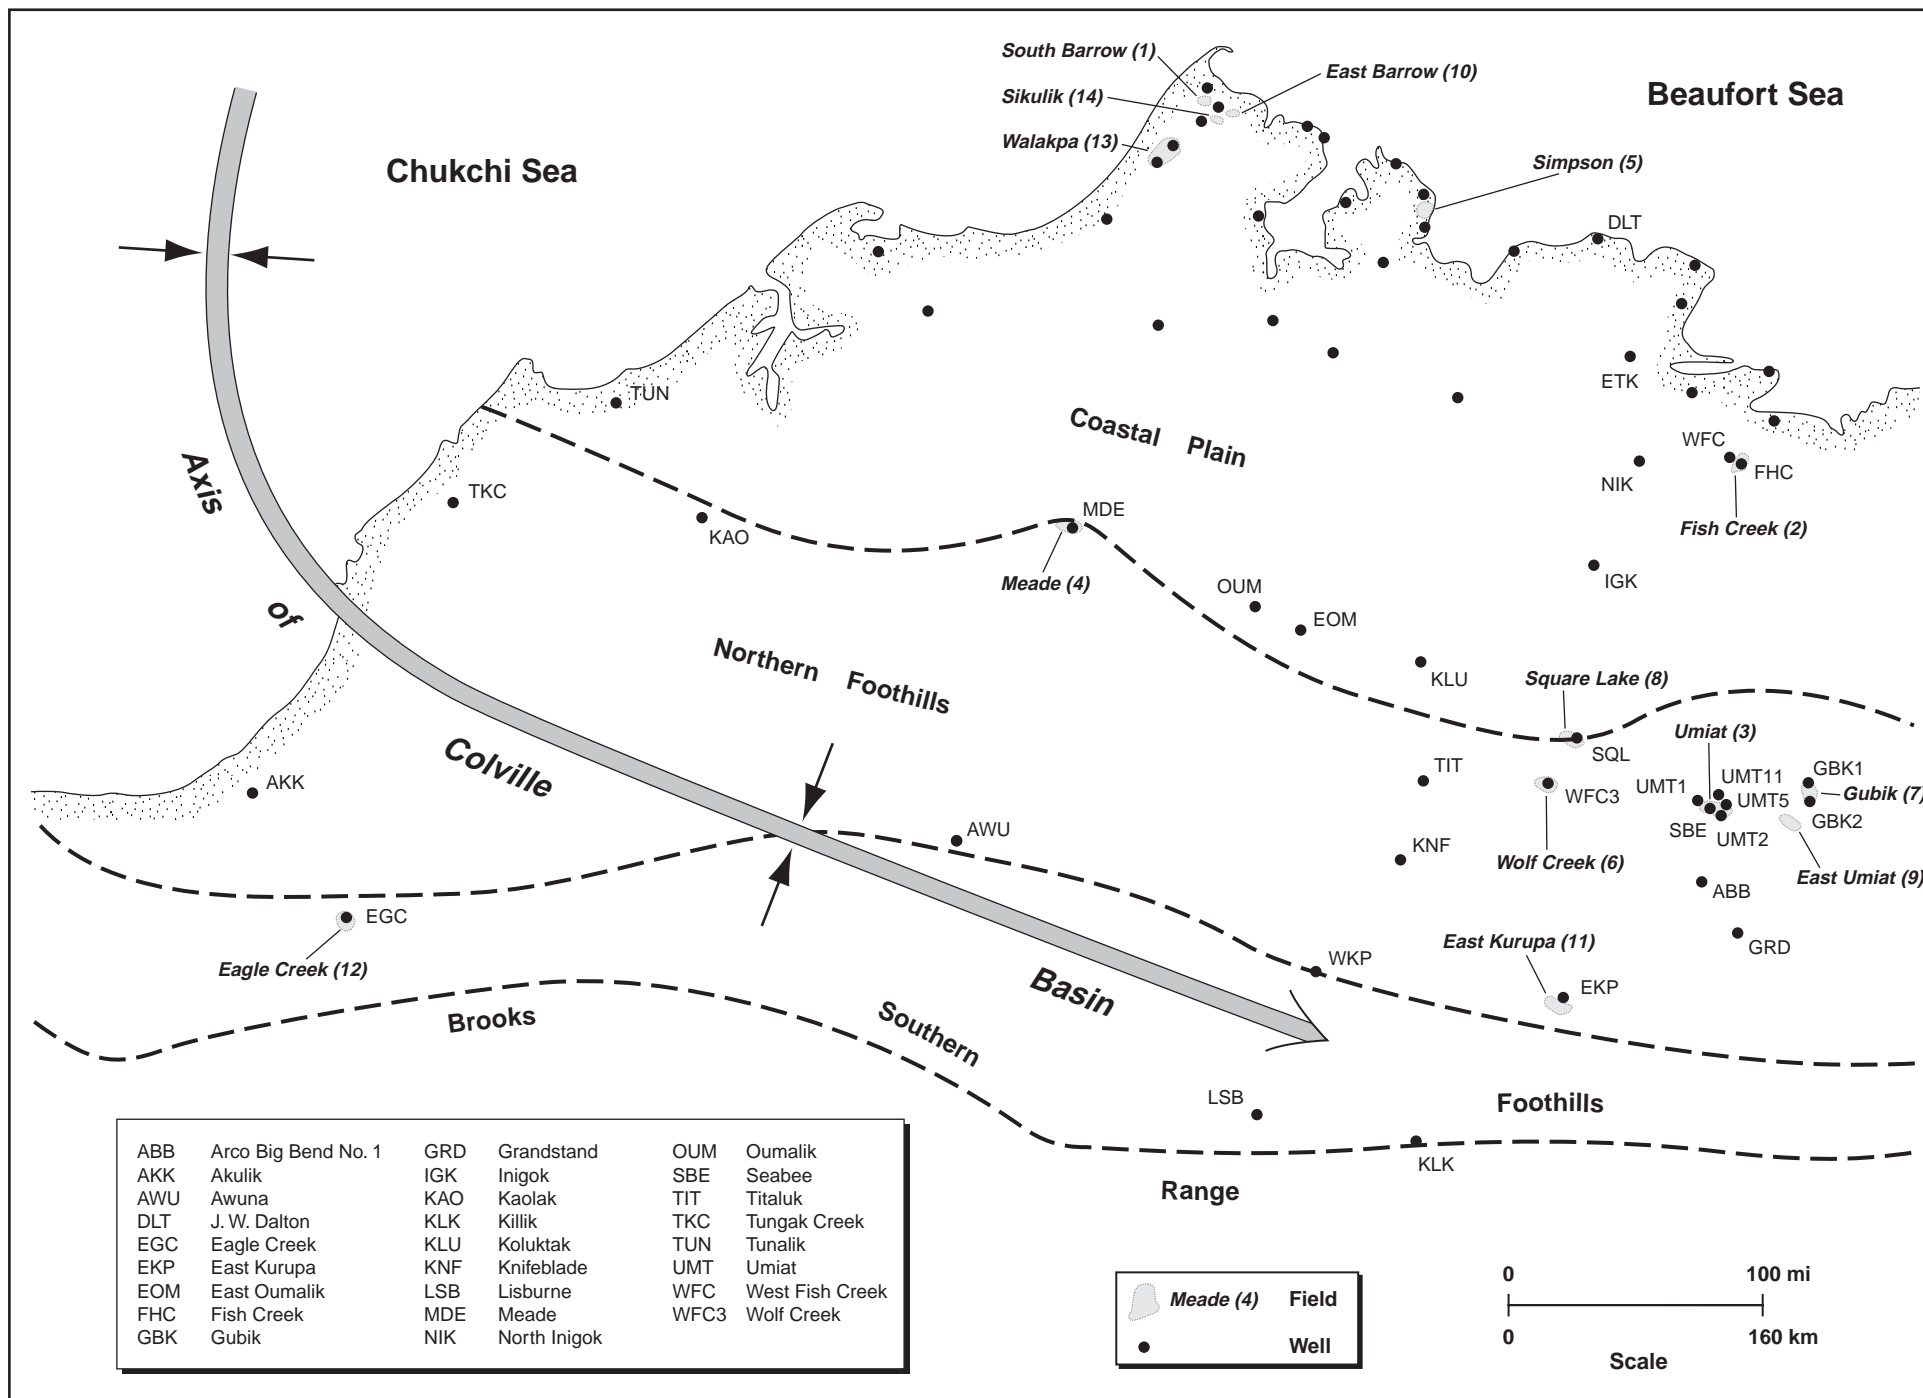 South Barrow (1)
East Barrow (10)
Sikulik (14)
Beaufort Sea
Walakpa (13)
Chukchi Sea
Simpson (5)
DLT
TUN
ETK
Coastal Plain
WFC
FHC
NIK
TKC
KAO
MDE
Fish Creek (2)
Meade (4)
IGK
OUM
EOM
Axis
of
Colville
Basin
Northern Foothills
KLU
Square Lake (8)
Umiat (3)
SQL
TIT
UMT11
GBK1
UMT1
UMT5
Gubik (7)
WFC3
SBE
UMT2
GBK2
AKK
AWU
KNF
Wolf Creek (6)
East Umiat (9)
ABB
EGC
Eagle Creek (12)
East Kurupa (11)
GRD
WKP
EKP
Brooks
Southern
LSB
Foothills
KLK
Range
ABB Arco Big Bend No. 1
AKK Akulik
AWU Awuna
DLT J. W. Dalton
EGC Eagle Creek
EKP East Kurupa
EOM East Oumalik
FHC Fish Creek
GBK Gubik
GRD Grandstand
IGK Inigok
KAO Kaolak
KLK Killik
KLU Koluktak
KNF Knifeblade
LSB Lisburne
MDE Meade
NIK North Inigok
OUM Oumalik
SBE Seabee
TIT Titaluk
TKC Tungak Creek
TUN Tunalik
UMT Umiat
WFC West Fish Creek
WFC3 Wolf Creek
Meade (4) Field
Well
0 100 mi
0 160 km
Scale